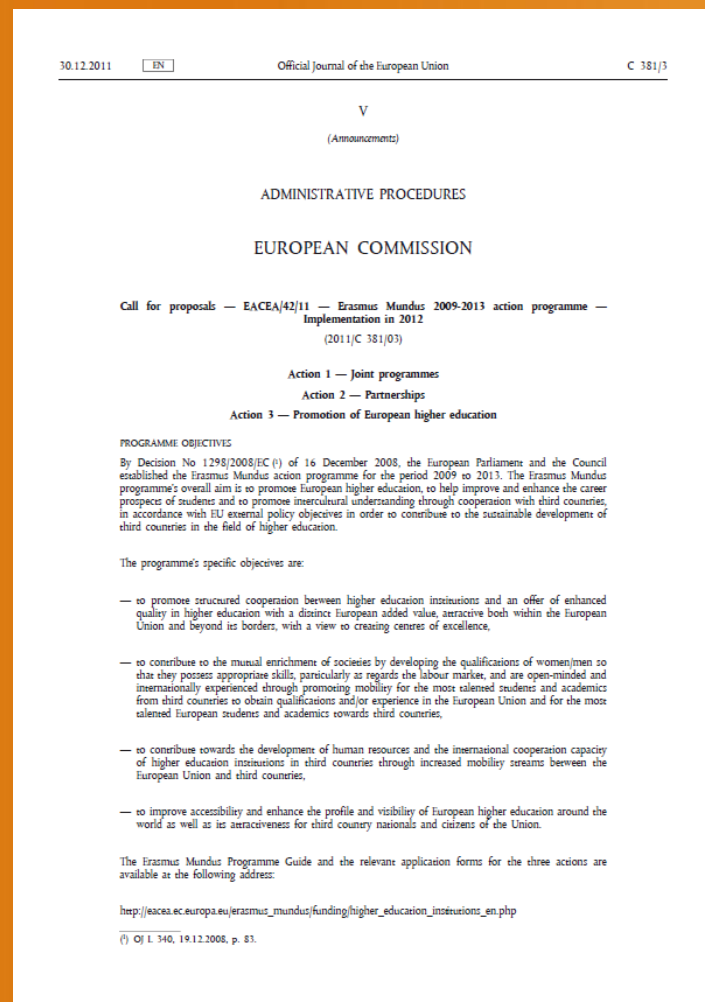 30.12.2011 EN Official Journal of the European Union C 381/3
V
(Announcements)
ADMINISTRATIVE PROCEDURES
EUROPEAN COMMISSION
Call for proposals — EACEA/42/11 — Erasmus Mundus 2009-2013 action programme —
Implementation in 2012
(2011/C 381/03)
Action 1 — Joint programmes
Action 2 — Partnerships
Action 3 — Promotion of European higher education
PROGRAMME OBJECTIVES
By Decision No 1298/2008/EC (¹) of 16 December 2008, the European Parliament and the Council
established the Erasmus Mundus action programme for the period 2009 to 2013. The Erasmus Mundus
programme's overall aim is to promote European higher education, to help improve and enhance the career
prospects of students and to promote intercultural understanding through cooperation with third countries,
in accordance with EU external policy objectives in order to contribute to the sustainable development of
third countries in the field of higher education.
The programme's specific objectives are:
— to promote structured cooperation between higher education institutions and an offer of enhanced
quality in higher education with a distinct European added value, attractive both within the European
Union and beyond its borders, with a view to creating centres of excellence,
— to contribute to the mutual enrichment of societies by developing the qualifications of women/men so
that they possess appropriate skills, particularly as regards the labour market, and are open-minded and
internationally experienced through promoting mobility for the most talented students and academics
from third countries to obtain qualifications and/or experience in the European Union and for the most
talented European students and academics towards third countries,
— to contribute towards the development of human resources and the international cooperation capacity
of higher education institutions in third countries through increased mobility streams between the
European Union and third countries,
— to improve accessibility and enhance the profile and visibility of European higher education around the
world as well as its attractiveness for third country nationals and citizens of the Union.
The Erasmus Mundus Programme Guide and the relevant application forms for the three actions are
available at the following address:
http://eacea.ec.europa.eu/erasmus_mundus/funding/higher_education_institutions_en.php
(¹) OJ L 340, 19.12.2008, p. 83.